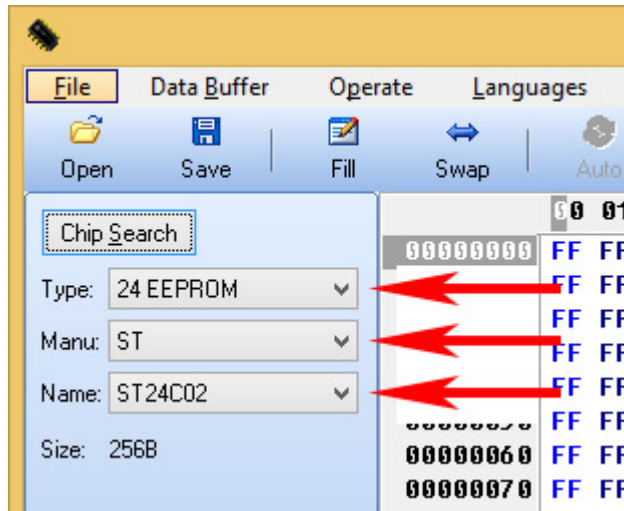 File Data Buffer Operate Languages
Open Save Fill Swap Auto
Chip Search
Type: 24 EEPROM
Manu: ST
Name: ST24C02
Size: 256B
00 01
00000000 FF FF
FF FF
FF FF
FF FF
FF FF
FF FF
00000060 FF FF
00000070 FF FF